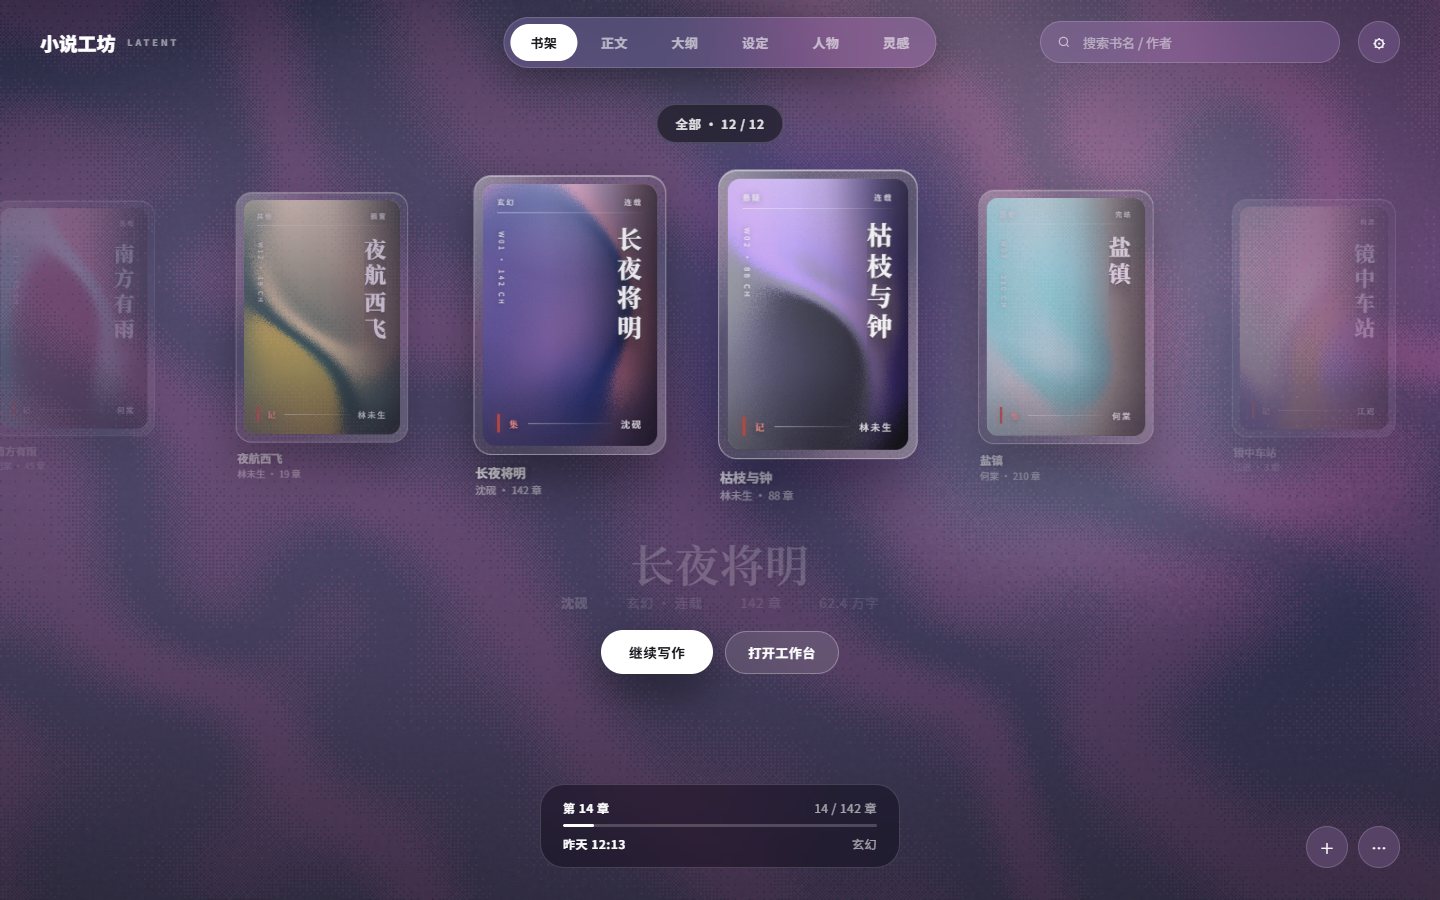 小说工坊 LATENT
书架 正文 大纲 设定 人物 灵感
搜索书名 / 作者
全部 · 12 / 12
南方有雨
记 何棠
夜航西飞
记 林未生
夜航西飞
林未生 · 19 章
玄幻 连载
W01 · 142 CH
长夜将明
集 沈砚
长夜将明
沈砚 · 142 章
悬疑 连载
W02 · 88 CH
枯枝与钟
记 林未生
枯枝与钟
林未生 · 88 章
完结
盐镇
何棠
盐镇
何棠 · 210 章
镜中车站
记 江迟
镜中车站
长夜将明
沈砚 玄幻 · 连载 142 章 62.4 万字
继续写作 打开工作台
第 14 章 14 / 142 章
昨天 12:13 玄幻